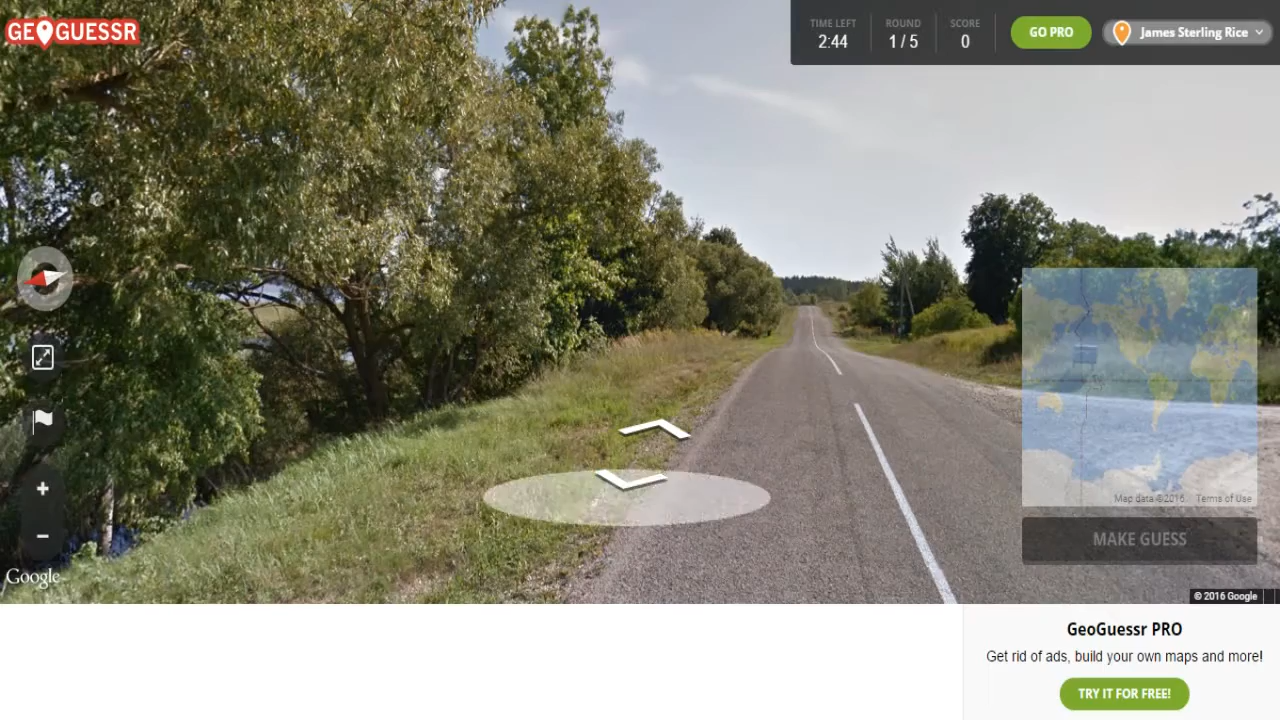 GEOGUESSR
TIME LEFT
2:44
ROUND
1 / 5
SCORE
0
GO PRO
James Sterling Rice
Map data ©2016 Terms of Use
MAKE GUESS
Google
© 2016 Google
GeoGuessr PRO
Get rid of ads, build your own maps and more!
TRY IT FOR FREE!